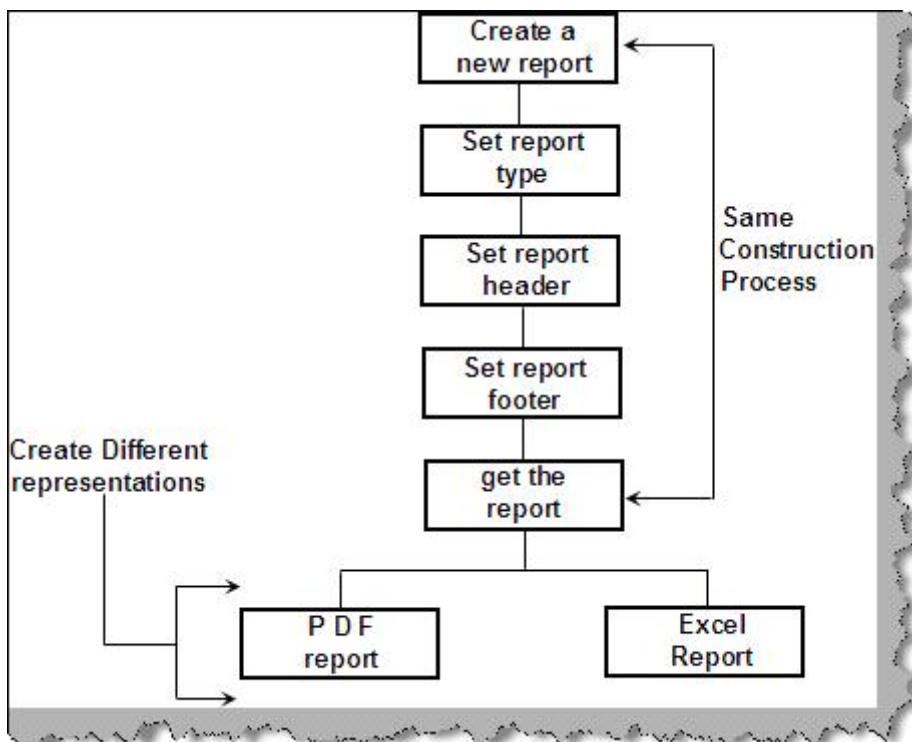 Create a
new report
Set report
type
Set report
header
Same
Construction
Process
Set report
footer
Create Different
representations
get the
report
P D F
report
Excel
Report